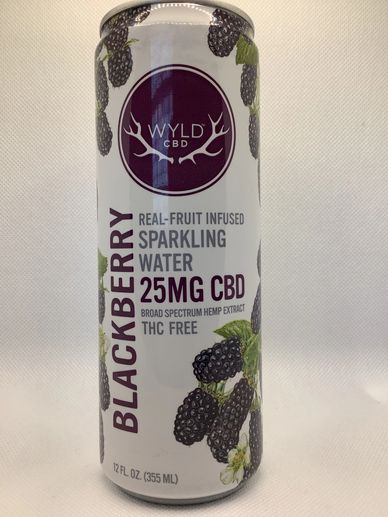 WYLD™
CBD
BLACKBERRY
REAL-FRUIT INFUSED
SPARKLING
WATER
25MG CBD
BROAD SPECTRUM HEMP EXTRACT
THC FREE
12 FL. OZ. (355 ML)